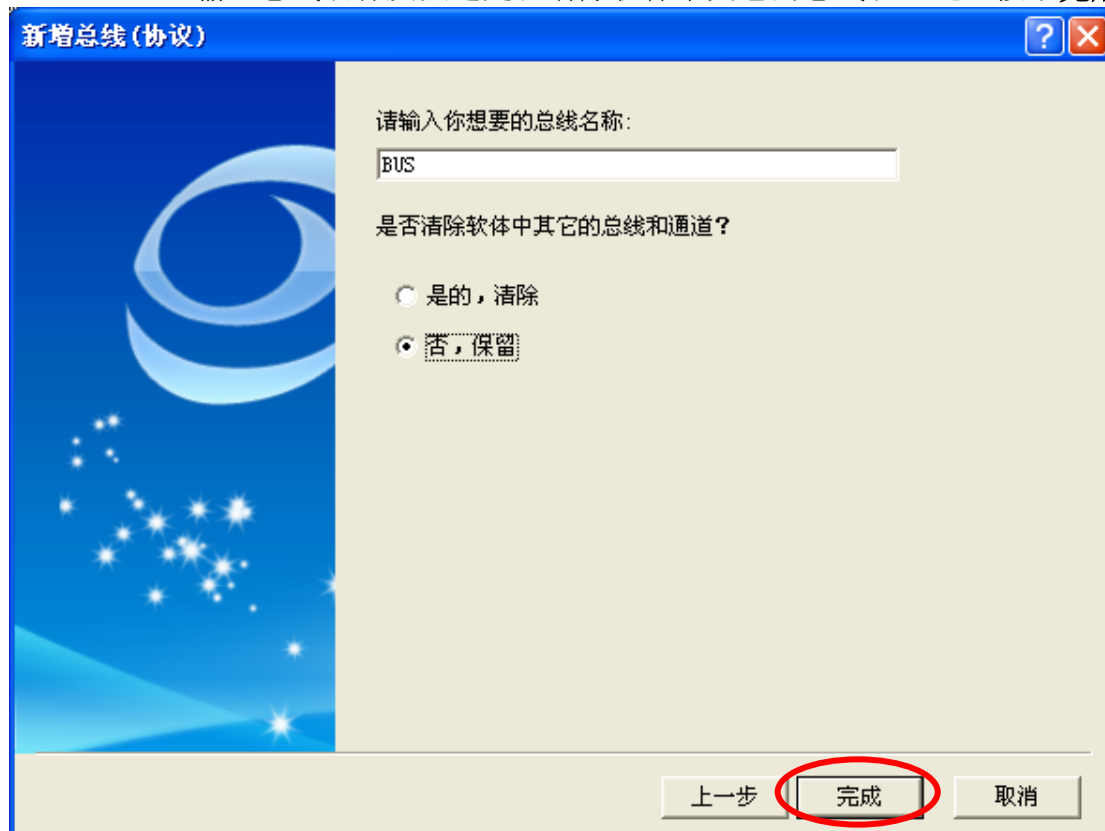 新增总线(协议)
请输入你想要的总线名称:
BUS
是否清除软体中其它的总线和通道?
是的，清除
否，保留
上一步 完成 取消